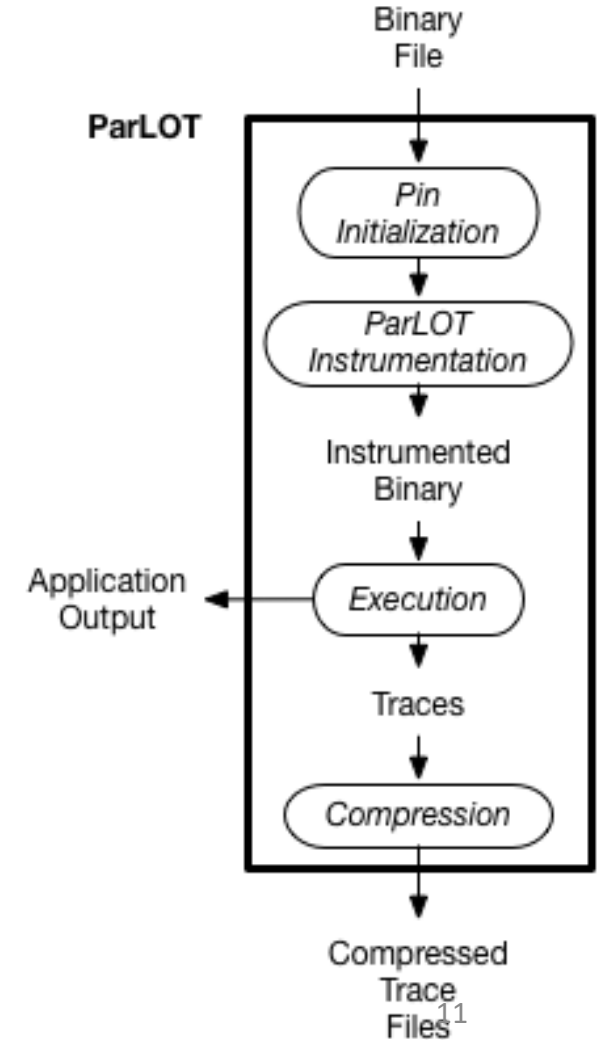 Binary
File
ParLOT
Pin
Initialization
ParLOT
Instrumentation
Instrumented
Binary
Application
Output
Execution
Traces
Compression
Compressed
Trace
Files
11